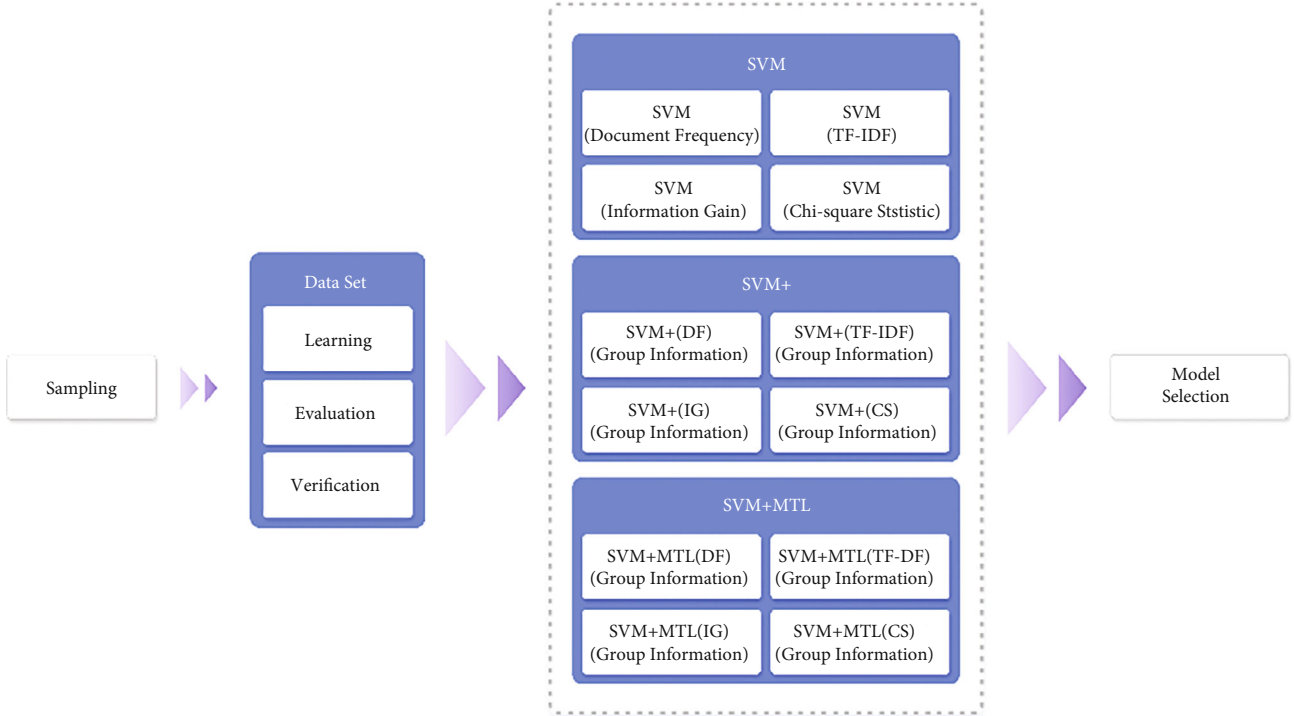 Sampling
Data Set
Learning
Evaluation
Verification
SVM
SVM
(Document Frequency)
SVM
(TF-IDF)
SVM
(Information Gain)
SVM
(Chi-square Ststistic)
SVM+
SVM+(DF)
(Group Information)
SVM+(TF-IDF)
(Group Information)
SVM+(IG)
(Group Information)
SVM+(CS)
(Group Information)
SVM+MTL
SVM+MTL(DF)
(Group Information)
SVM+MTL(TF-DF)
(Group Information)
SVM+MTL(IG)
(Group Information)
SVM+MTL(CS)
(Group Information)
Model
Selection